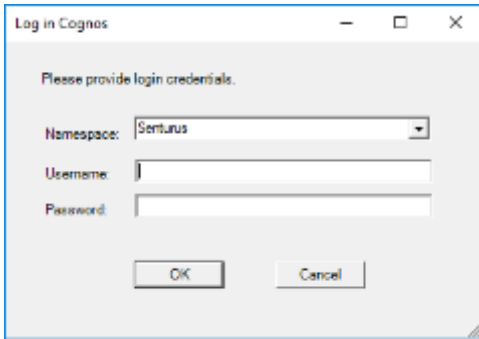 Log in Cognos
Please provide login credentials.
Namespace: Senturus
Username:
Password:
OK Cancel